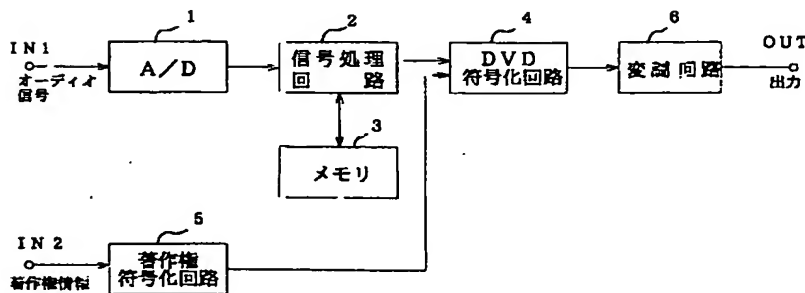 IN1
オーディオ
信号
1
A/D
2
信号処理
回路
3
メモリ
4
DVD
符号化回路
6
変調回路
OUT
出力
IN2
著作権情報
5
著作権
符号化回路